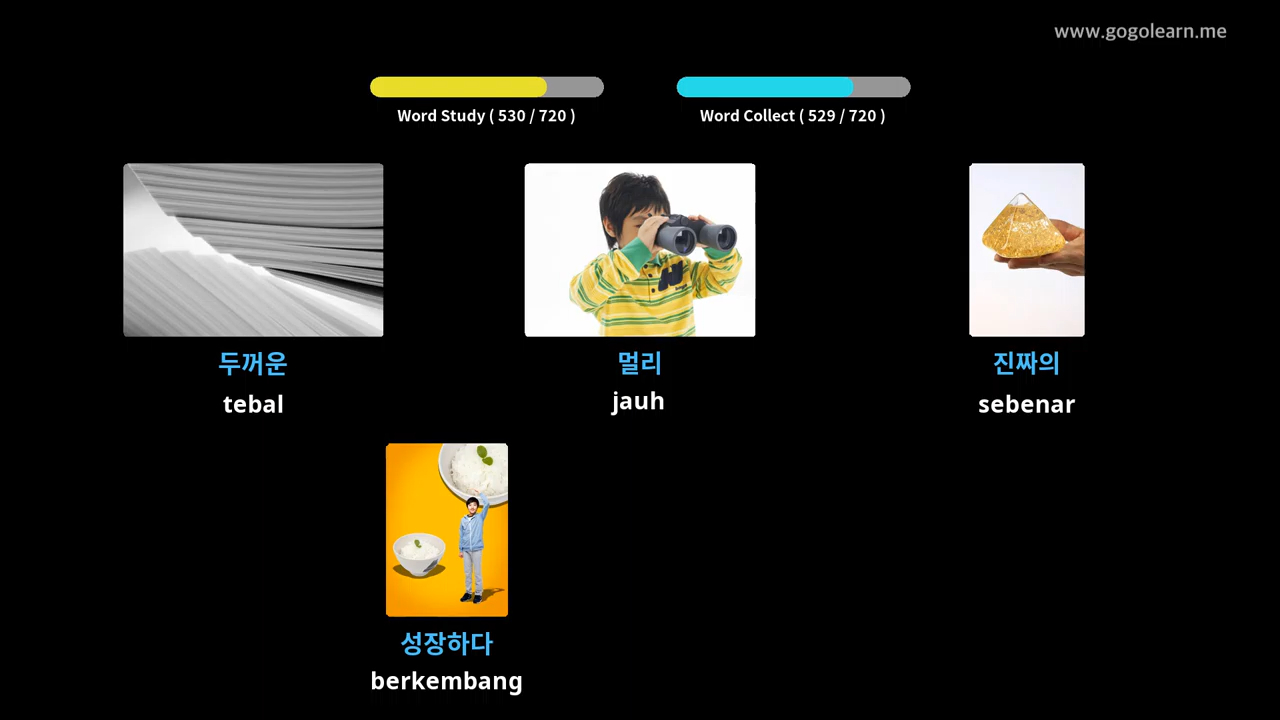 www.gogolearn.me
Word Study ( 530 / 720 )
Word Collect ( 529 / 720 )
두꺼운
tebal
멀리
jauh
진짜의
sebenar
성장하다
berkembang